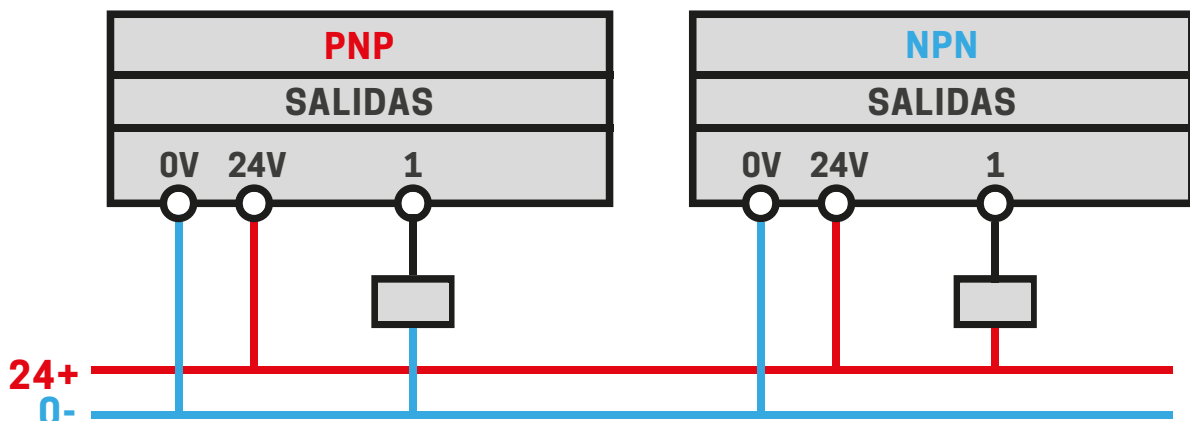 PNP
SALIDAS
0V 24V 1
NPN
SALIDAS
0V 24V 1
24+
0-